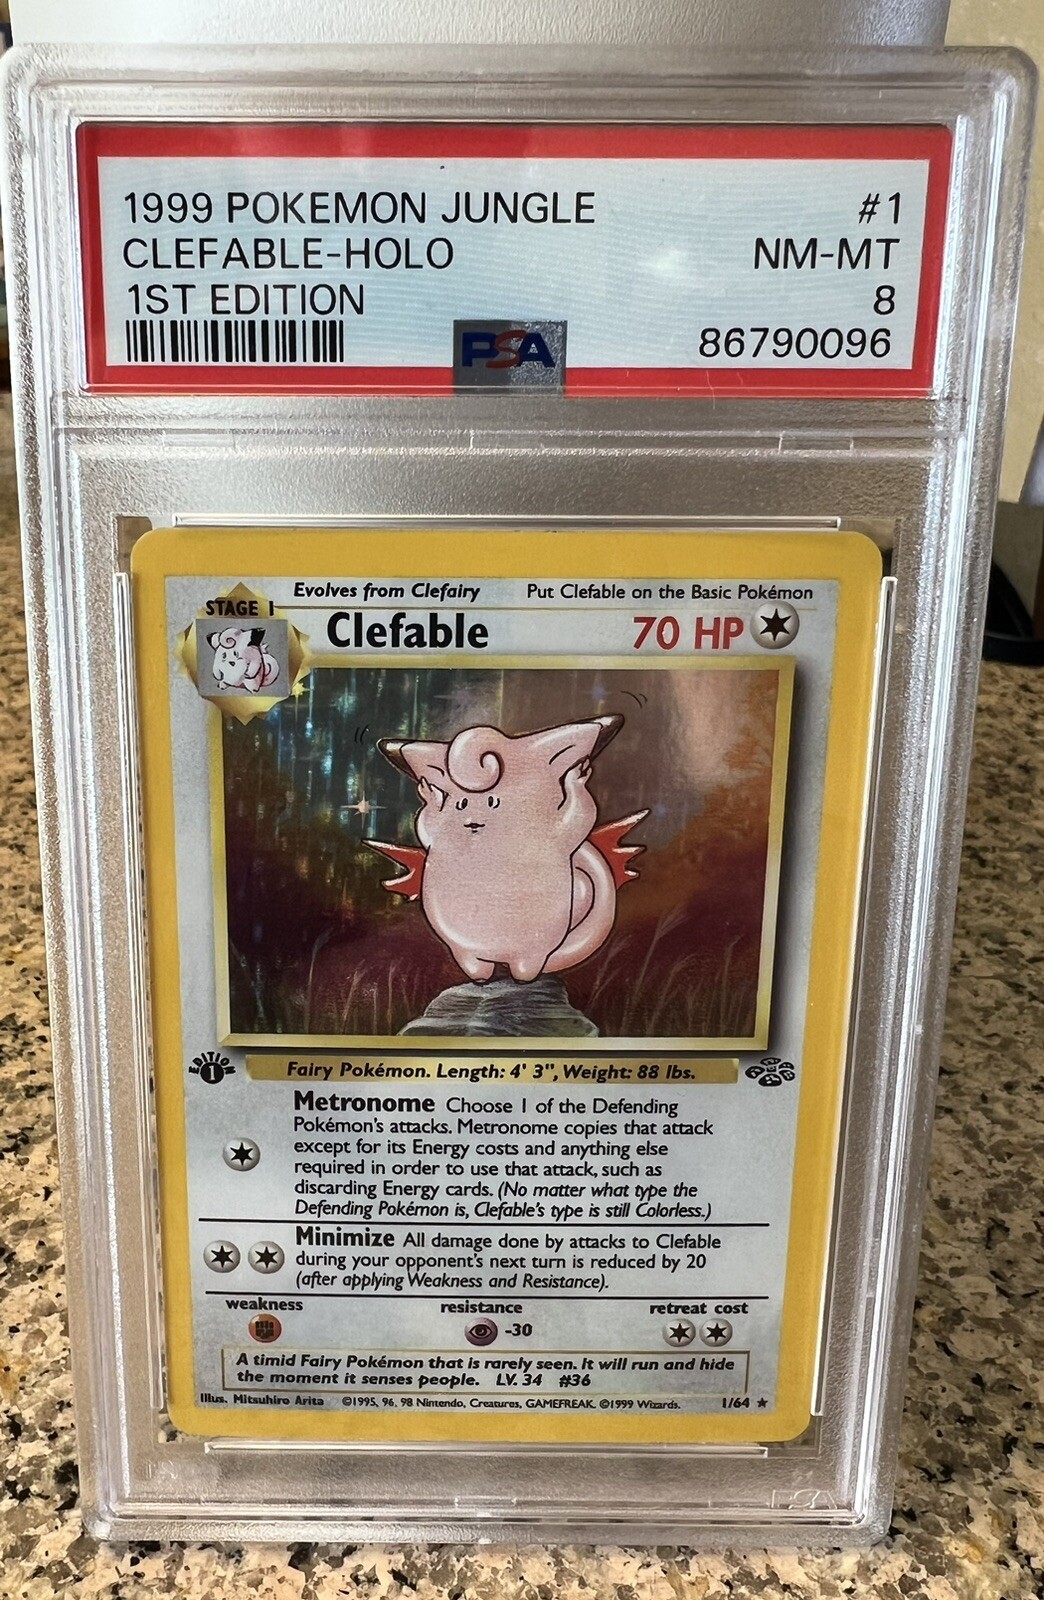 1999 POKEMON JUNGLE #1
CLEFABLE-HOLO NM-MT
1ST EDITION 8
PSA 86790096
Evolves from Clefairy Put Clefable on the Basic Pokémon
STAGE 1
Clefable 70 HP
EDITION
1
Fairy Pokémon. Length: 4' 3", Weight: 88 lbs.
Metronome Choose 1 of the Defending
Pokémon's attacks. Metronome copies that attack
except for its Energy costs and anything else
required in order to use that attack, such as
discarding Energy cards. (No matter what type the
Defending Pokémon is, Clefable's type is still Colorless.)
Minimize All damage done by attacks to Clefable
during your opponent's next turn is reduced by 20
(after applying Weakness and Resistance).
weakness resistance retreat cost
-30
A timid Fairy Pokémon that is rarely seen. It will run and hide
the moment it senses people. LV. 34 #36
Illus. Mitsuhiro Arita ©1995, 96, 98 Nintendo, Creatures, GAMEFREAK. ©1999 Wizards. 1/64 ★
PSA